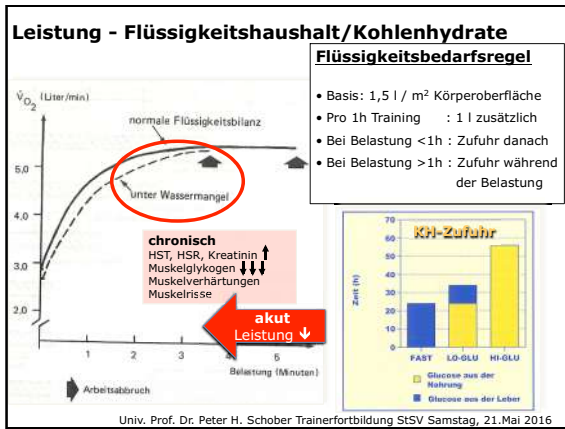 Leistung - Flüssigkeitshaushalt/Kohlenhydrate
Flüssigkeitsbedarfsregel
• Basis: 1,5 l / m² Körperoberfläche
• Pro 1h Training : 1 l zusätzlich
• Bei Belastung <1h : Zufuhr danach
• Bei Belastung >1h : Zufuhr während
der Belastung
V̇O₂ (Liter/min)
normale Flüssigkeitsbilanz
unter Wassermangel
5,0
4,0
3,0
2,0
1 2 3 4 5
Belastung (Minuten)
Arbeitsabbruch
chronisch
HST, HSR, Kreatinin ↑
Muskelglykogen ↓↓↓
Muskelverhärtungen
Muskelrisse
akut
Leistung ↓
KH-Zufuhr
Zeit (h)
70
60
50
40
30
20
10
0
FAST LO-GLU HI-GLU
Glucose aus der
Nahrung
Glucose aus der Leber
Univ. Prof. Dr. Peter H. Schober Trainerfortbildung StSV Samstag, 21.Mai 2016